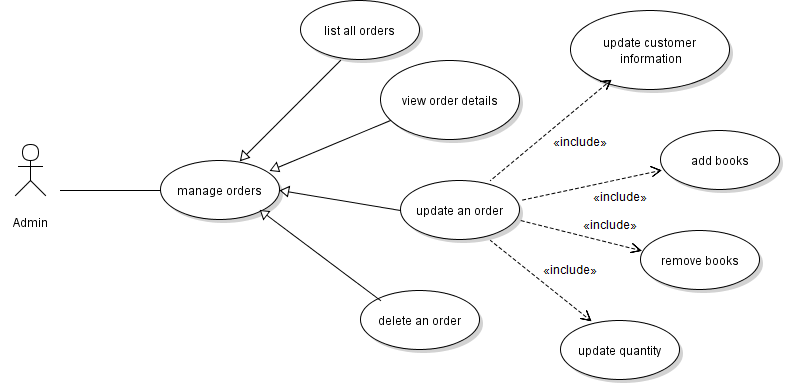 list all orders
update customer
information
view order details
«include»
add books
manage orders
«include»
update an order
Admin
«include»
remove books
«include»
delete an order
update quantity